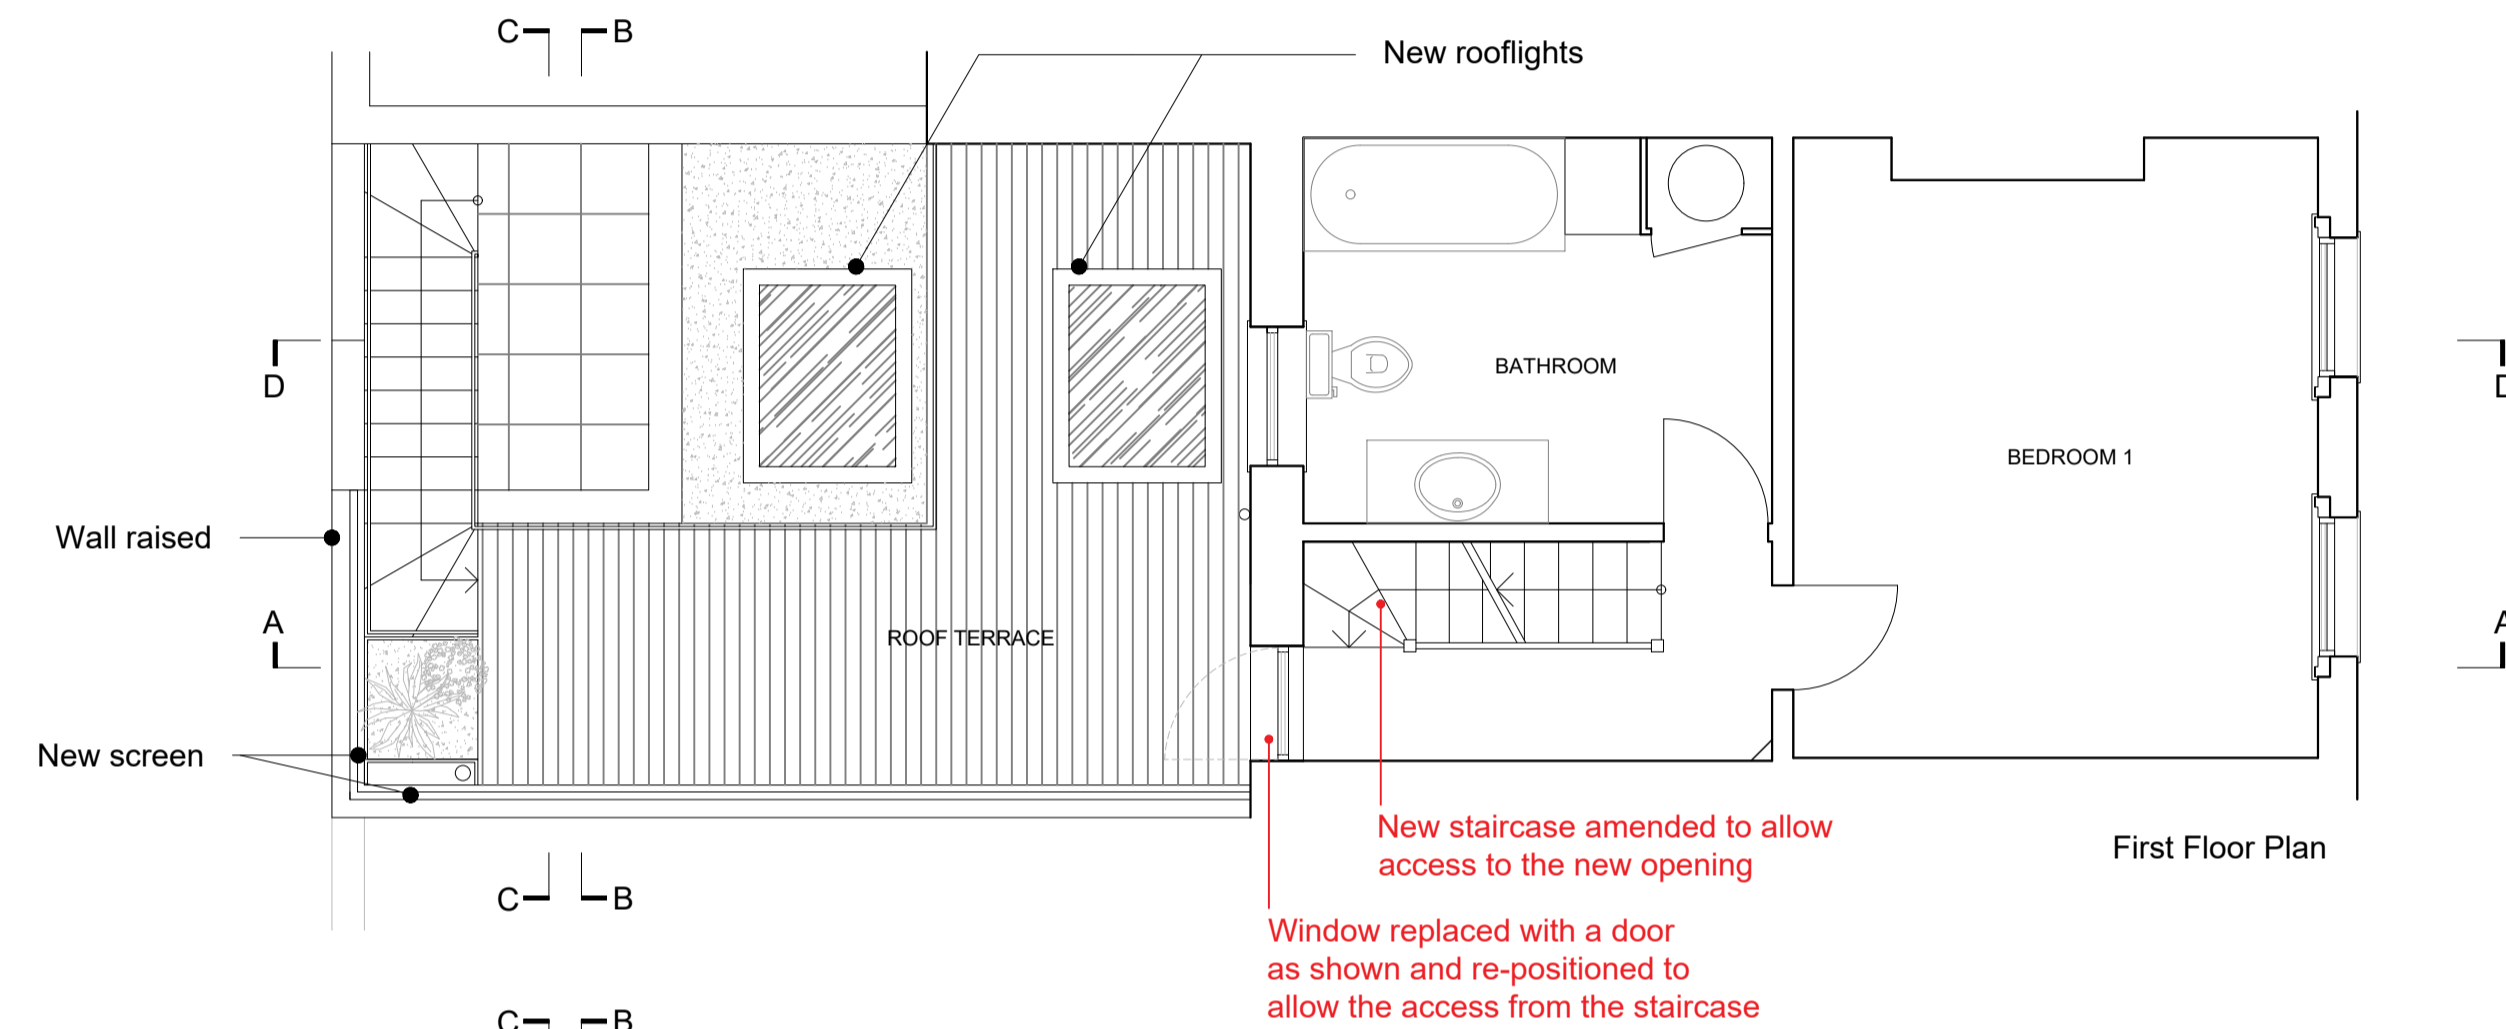 C B
New rooflights
BATHROOM
D
BEDROOM 1
Wall raised
A
A
ROOF TERRACE
New screen
New staircase amended to allow
access to the new opening
First Floor Plan
C B
Window replaced with a door
as shown and re-positioned to
allow the access from the staircase
C B